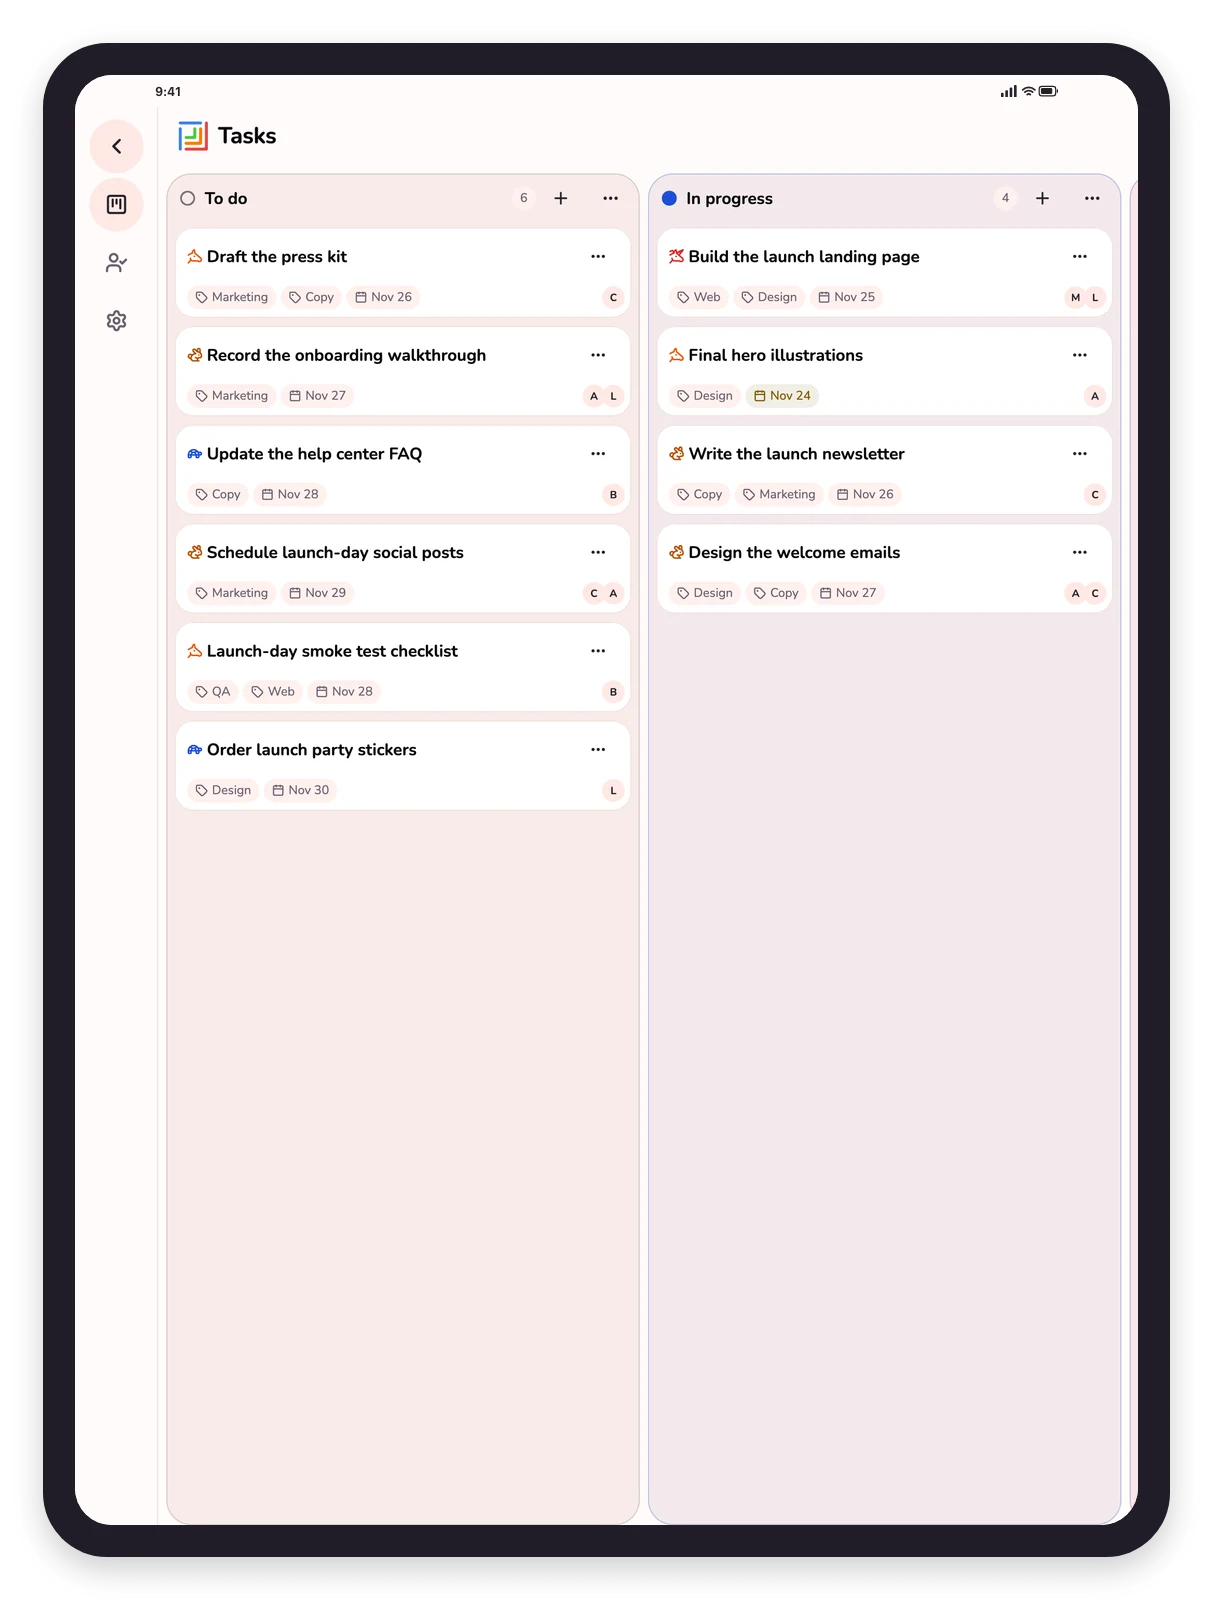 9:41
Tasks
To do 6
Draft the press kit
Marketing Copy Nov 26 C
Record the onboarding walkthrough
Marketing Nov 27 A L
Update the help center FAQ
Copy Nov 28 B
Schedule launch-day social posts
Marketing Nov 29 C A
Launch-day smoke test checklist
QA Web Nov 28 B
Order launch party stickers
Design Nov 30 L
In progress 4
Build the launch landing page
Web Design Nov 25 M L
Final hero illustrations
Design Nov 24 A
Write the launch newsletter
Copy Marketing Nov 26 C
Design the welcome emails
Design Copy Nov 27 A C